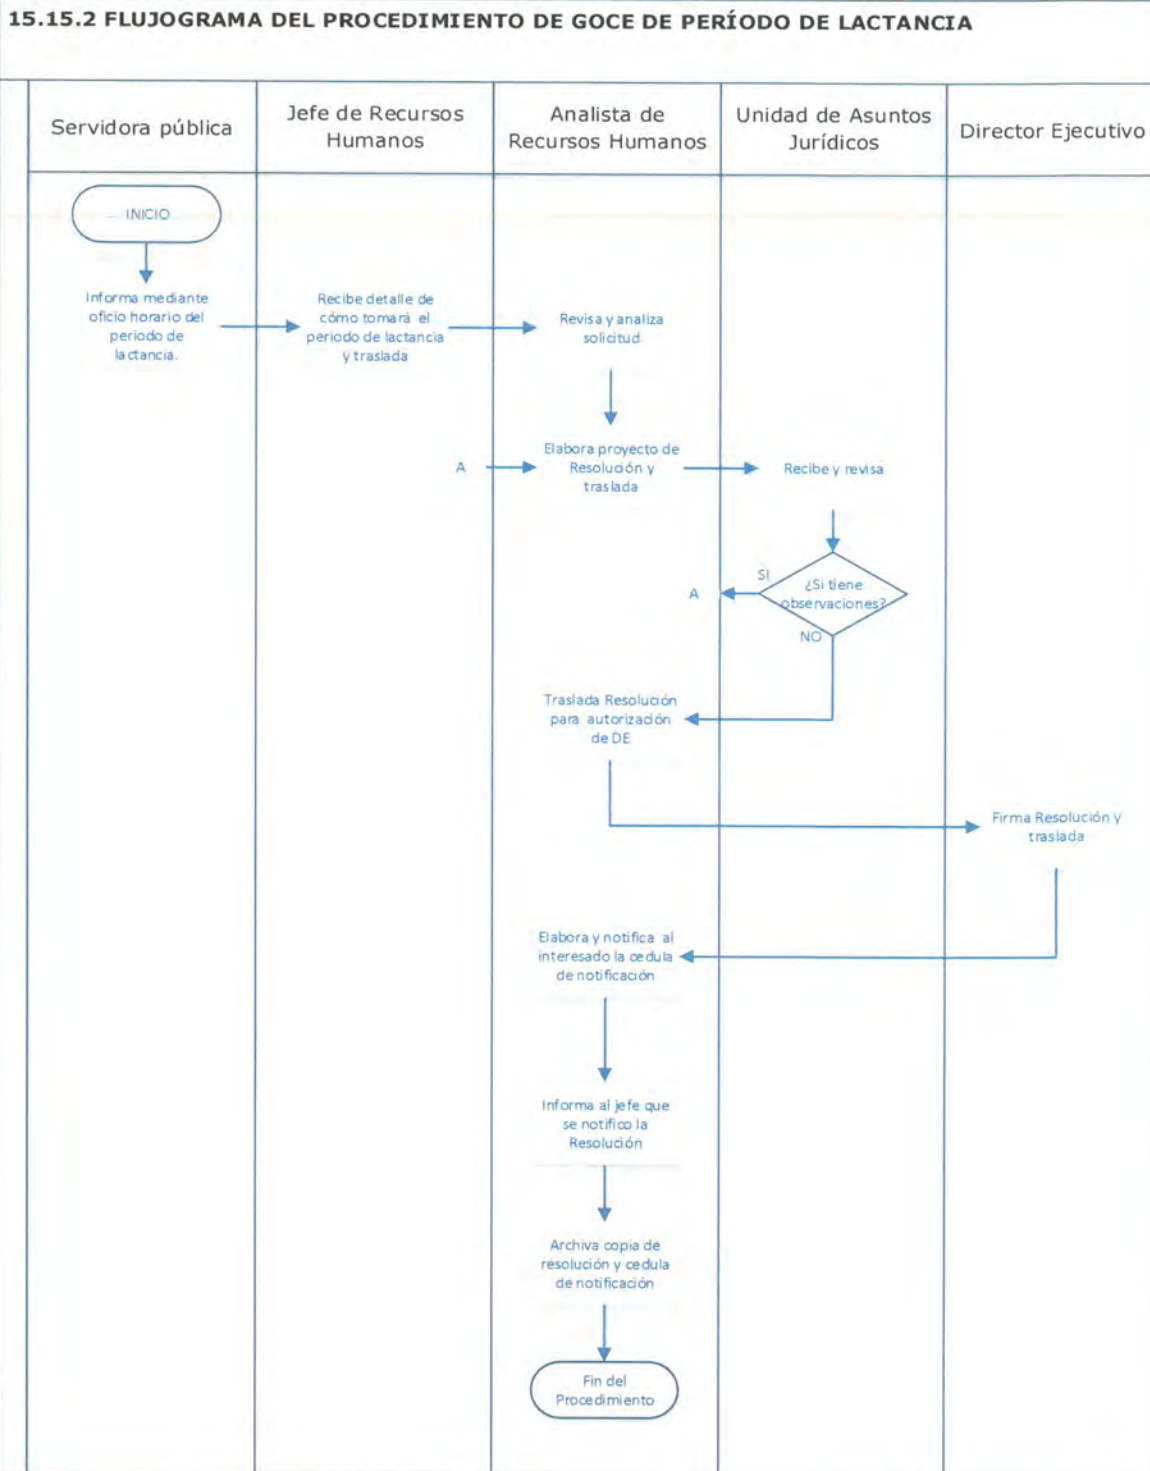 15.15.2 FLUJOGRAMA DEL PROCEDIMIENTO DE GOCE DE PERÍODO DE LACTANCIA
Servidora pública
Jefe de Recursos
Humanos
Analista de
Recursos Humanos
Unidad de Asuntos
Jurídicos
Director Ejecutivo
INICIO
Informa mediante
oficio horario del
periodo de
lactancia.
Recibe detalle de
cómo tomará el
periodo de lactancia
y traslada
Revisa y analiza
solicitud
A
Elabora proyecto de
Resolución y
traslada
Recibe y revisa
SI
¿Si tiene
observaciones?
A
NO
Traslada Resolución
para autorización
de DE
Firma Resolución y
traslada
Elabora y notifica al
interesado la cedula
de notificación
Informa al jefe que
se notifico la
Resolución
Archiva copia de
resolución y cedula
de notificación
Fin del
Procedimiento